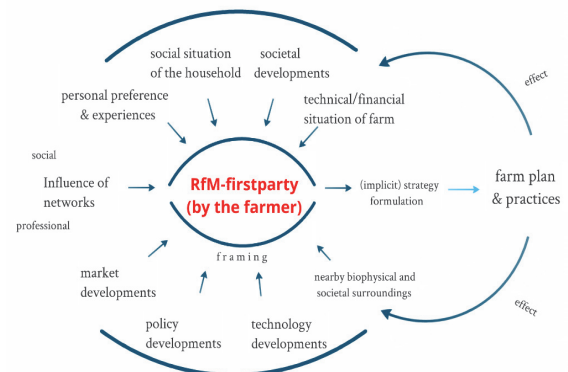 social situation
of the household
societal
developments
effect
personal preference
& experiences
technical/financial
situation of farm
social
Influence of
networks
professional
RfM-firstparty
(by the farmer)
(implicit) strategy
formulation
farm plan
& practices
framing
market
developments
nearby biophysical and
societal surroundings
effect
policy
developments
technology
developments